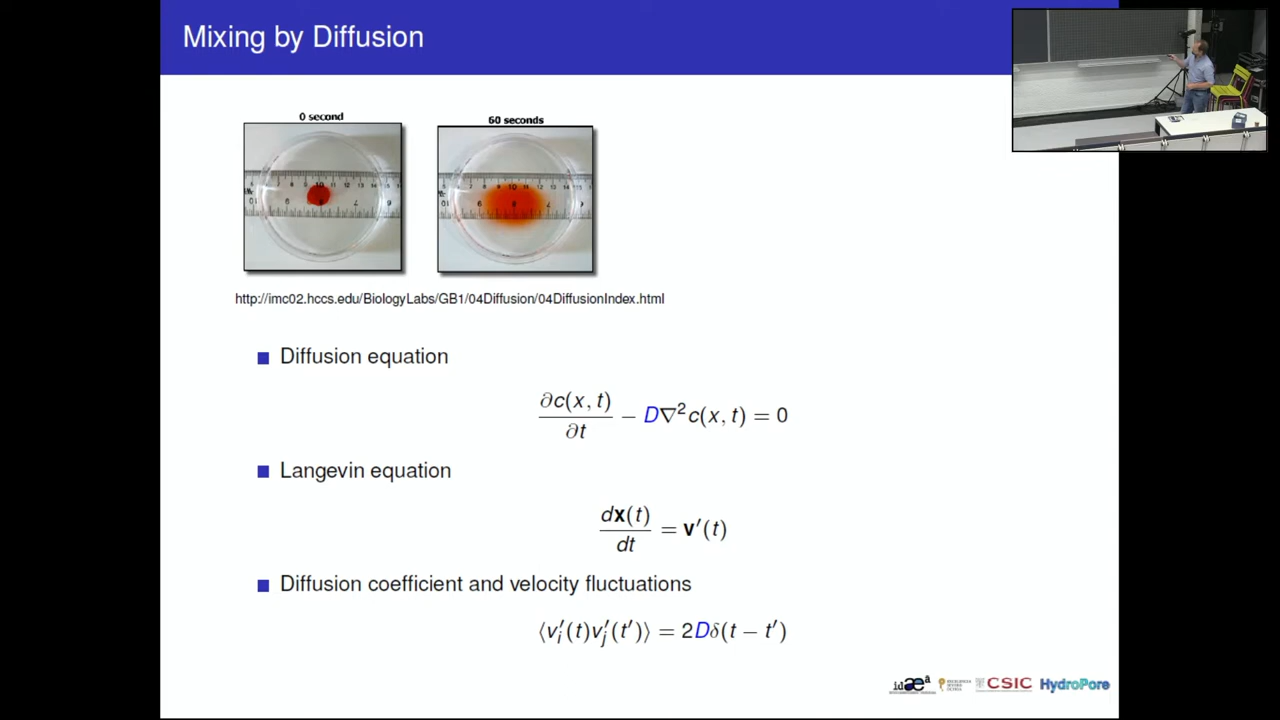 Mixing by Diffusion
0 second
60 seconds
http://imc02.hccs.edu/BiologyLabs/GB1/04Diffusion/04DiffusionIndex.html
Diffusion equation
∂c(x, t)/∂t − D∇²c(x, t) = 0
Langevin equation
dx(t)/dt = v′(t)
Diffusion coefficient and velocity fluctuations
⟨v′ᵢ(t)v′ⱼ(t′)⟩ = 2Dδ(t − t′)
idæa
CSIC
HydroPore